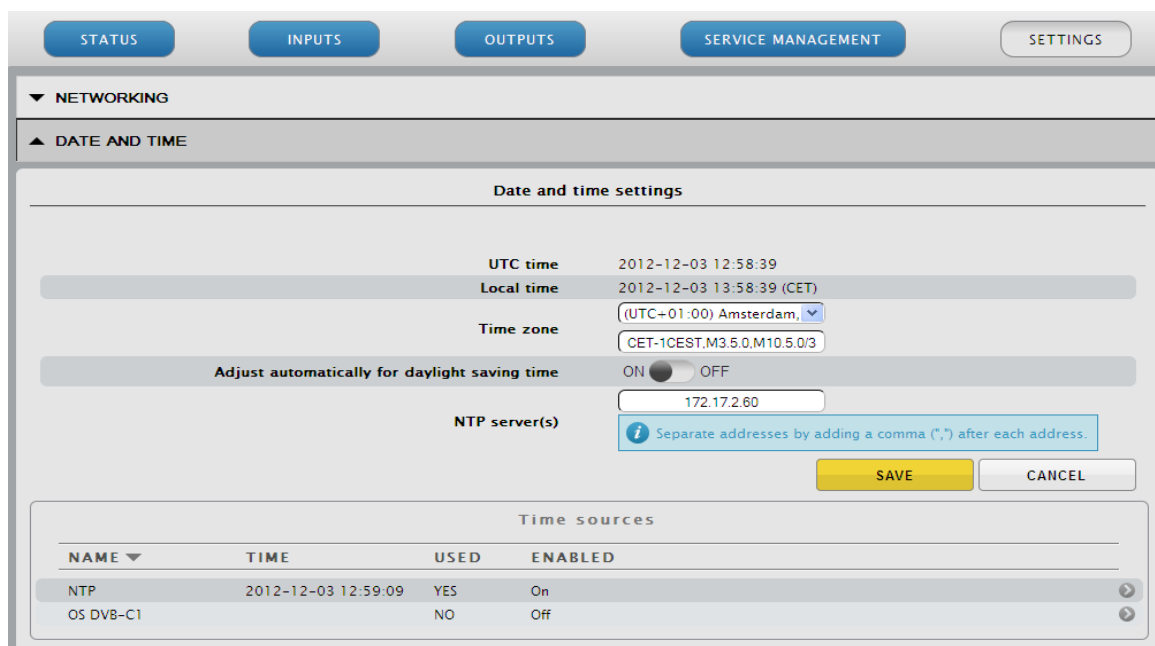 STATUS INPUTS OUTPUTS SERVICE MANAGEMENT SETTINGS
NETWORKING
DATE AND TIME
Date and time settings
UTC time 2012-12-03 12:58:39
Local time 2012-12-03 13:58:39 (CET)
Time zone (UTC+01:00) Amsterdam,
CET-1CEST,M3.5.0,M10.5.0/3
Adjust automatically for daylight saving time ON OFF
NTP server(s) 172.17.2.60
Separate addresses by adding a comma (",") after each address.
SAVE CANCEL
Time sources
NAME TIME USED ENABLED
NTP 2012-12-03 12:59:09 YES On
OS DVB-C1 NO Off